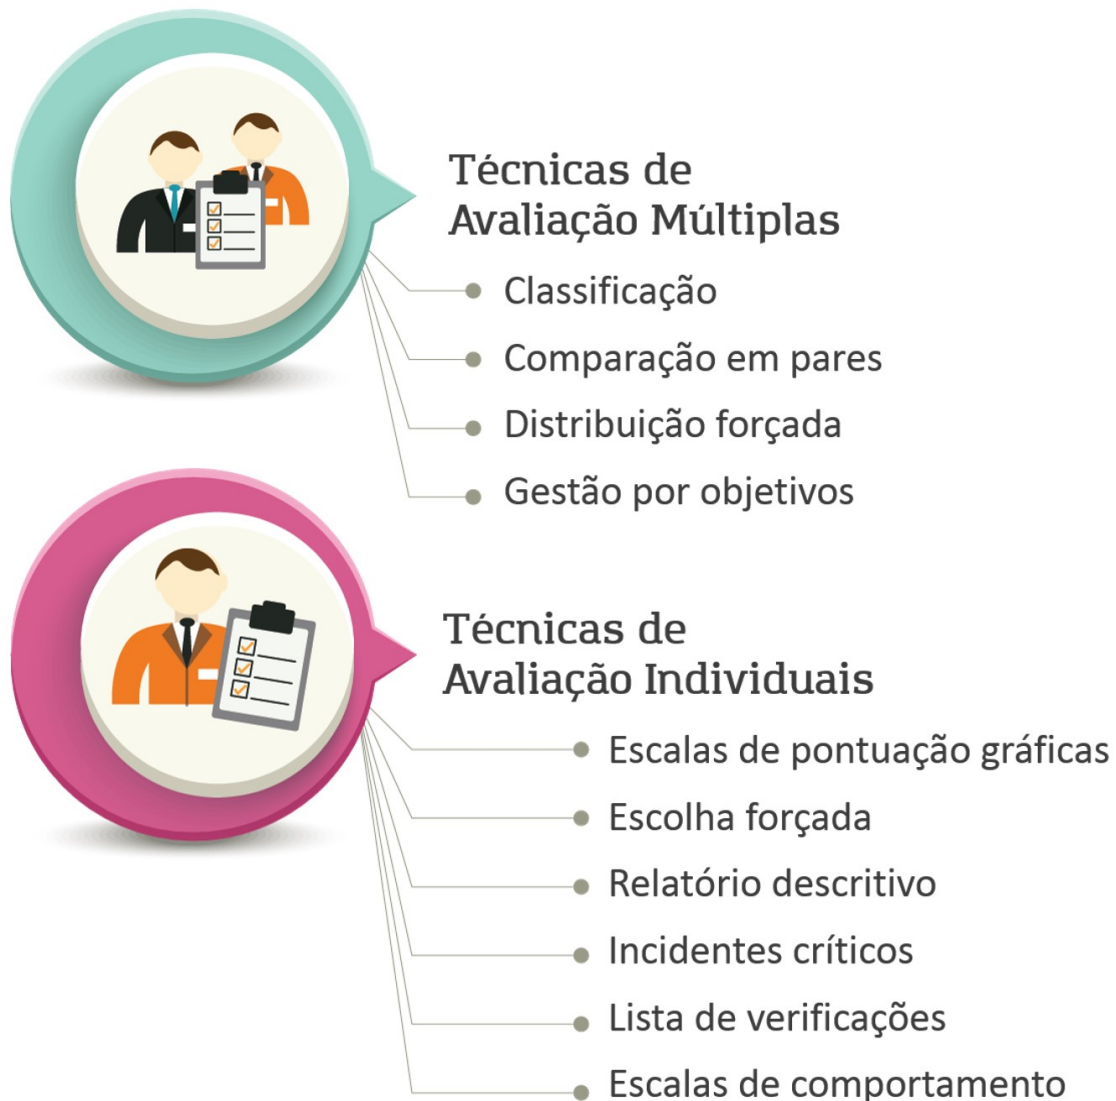 Técnicas de
Avaliação Múltiplas
Classificação
Comparação em pares
Distribuição forçada
Gestão por objetivos
Técnicas de
Avaliação Individuais
Escalas de pontuação gráficas
Escolha forçada
Relatório descritivo
Incidentes críticos
Lista de verificações
Escalas de comportamento